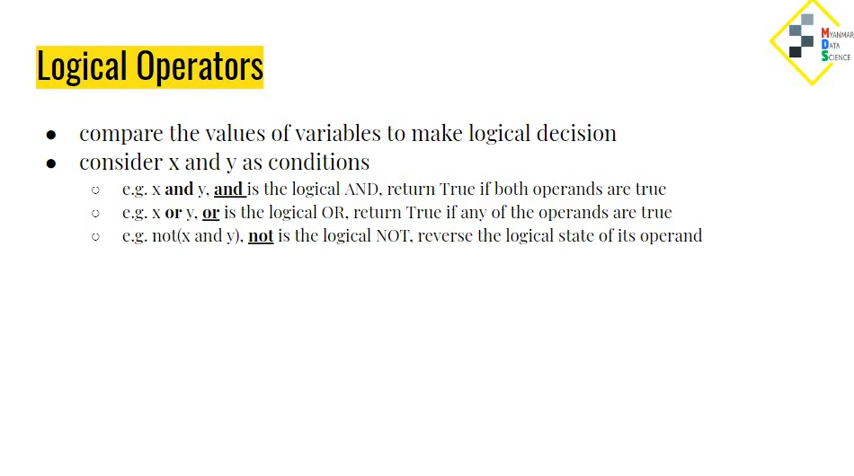 MYANMAR
DATA
SCIENCE
Logical Operators
● compare the values of variables to make logical decision
● consider x and y as conditions
○ e.g. x and y, and is the logical AND, return True if both operands are true
○ e.g. x or y, or is the logical OR, return True if any of the operands are true
○ e.g. not(x and y), not is the logical NOT, reverse the logical state of its operand